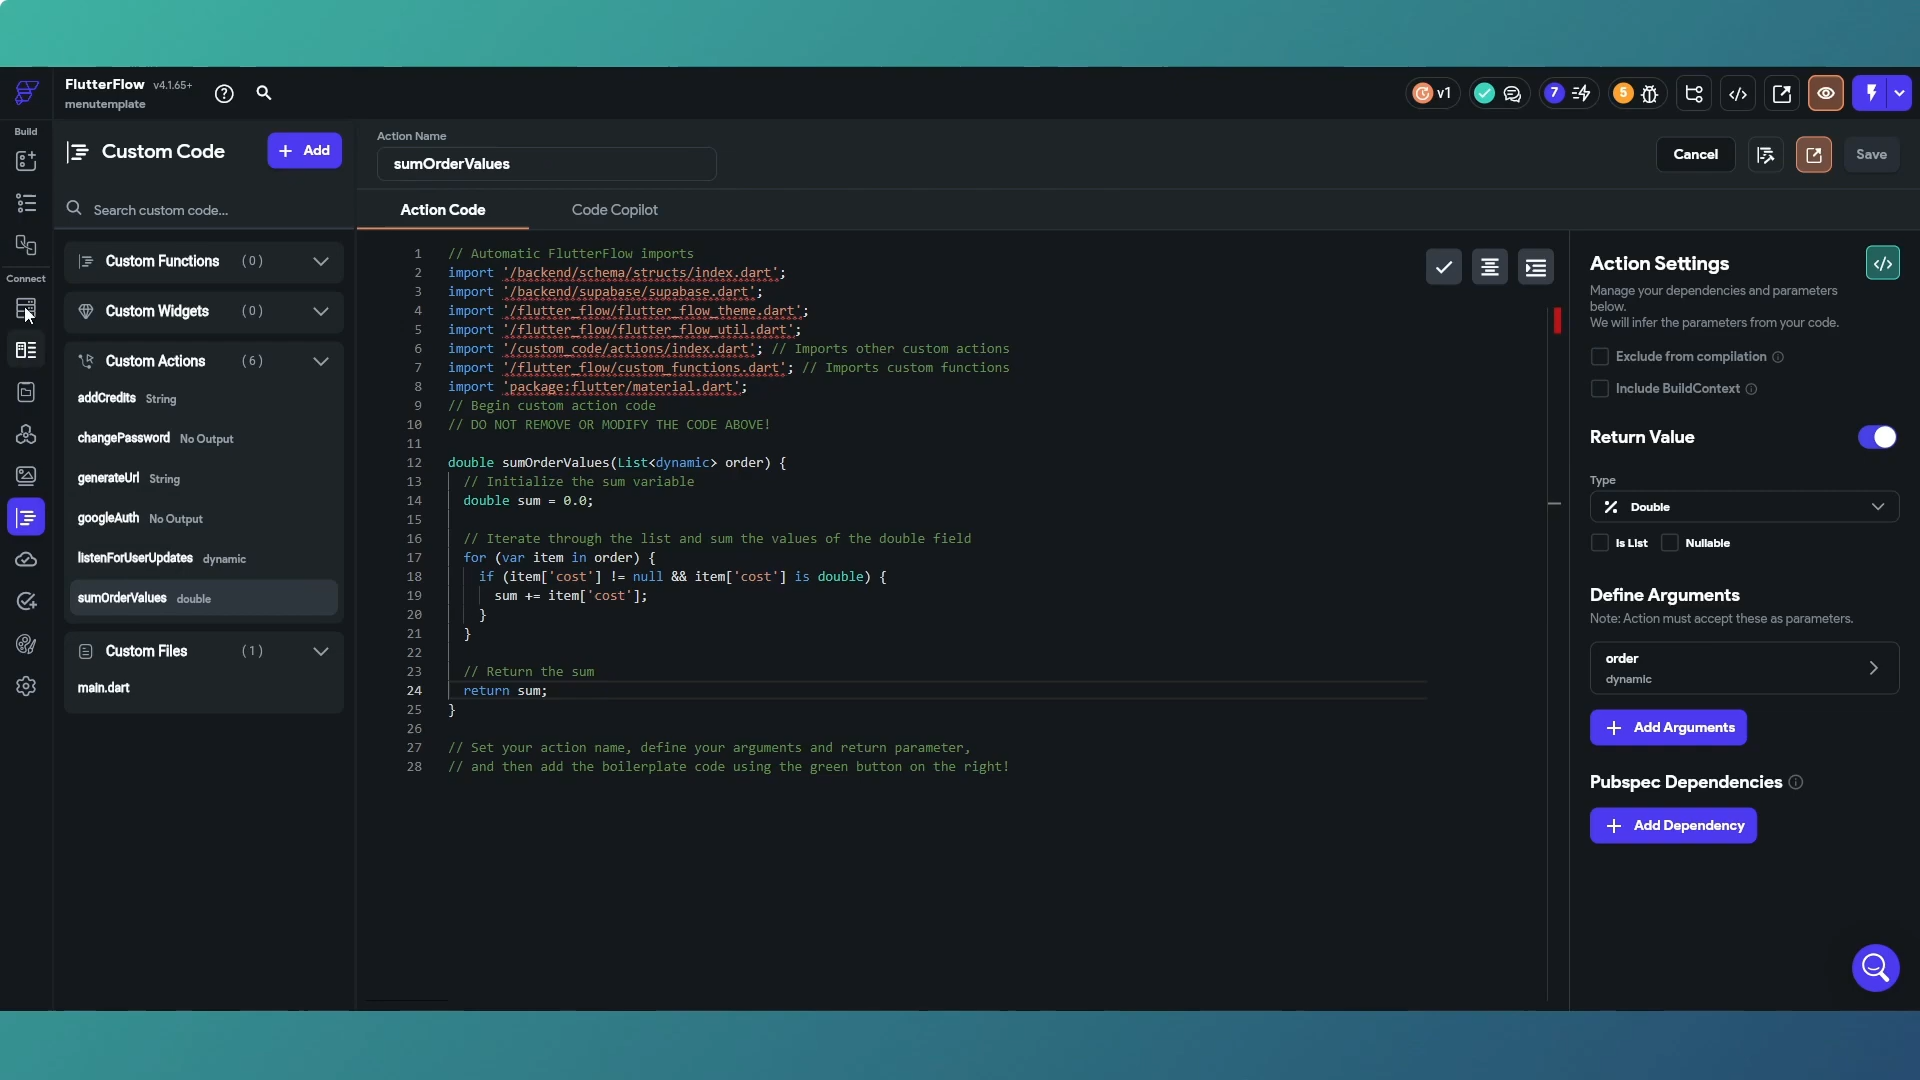 FlutterFlow v4.1.65+
menutemplate
v1
7
5
Build
Connect
Custom Code
+ Add
Search custom code...
Custom Functions (0)
Custom Widgets (0)
Custom Actions (6)
addCredits String
changePassword No Output
generateUrl String
googleAuth No Output
listenForUserUpdates dynamic
sumOrderValues double
Custom Files (1)
main.dart
Action Name
sumOrderValues
Cancel
Save
Action Code
Code Copilot
1 // Automatic FlutterFlow imports
2 import '/backend/schema/structs/index.dart';
3 import '/backend/supabase/supabase.dart';
4 import '/flutter_flow/flutter_flow_theme.dart';
5 import '/flutter_flow/flutter_flow_util.dart';
6 import '/custom_code/actions/index.dart'; // Imports other custom actions
7 import '/flutter_flow/custom_functions.dart'; // Imports custom functions
8 import 'package:flutter/material.dart';
9 // Begin custom action code
10 // DO NOT REMOVE OR MODIFY THE CODE ABOVE!
11
12 double sumOrderValues(List<dynamic> order) {
13 // Initialize the sum variable
14 double sum = 0.0;
15
16 // Iterate through the list and sum the values of the double field
17 for (var item in order) {
18 if (item['cost'] != null && item['cost'] is double) {
19 sum += item['cost'];
20 }
21 }
22
23 // Return the sum
24 return sum;
25 }
26
27 // Set your action name, define your arguments and return parameter,
28 // and then add the boilerplate code using the green button on the right!
Action Settings
Manage your dependencies and parameters
below.
We will infer the parameters from your code.
Exclude from compilation
Include BuildContext
Return Value
Type
Double
Is List
Nullable
Define Arguments
Note: Action must accept these as parameters.
order
dynamic
+ Add Arguments
Pubspec Dependencies
+ Add Dependency